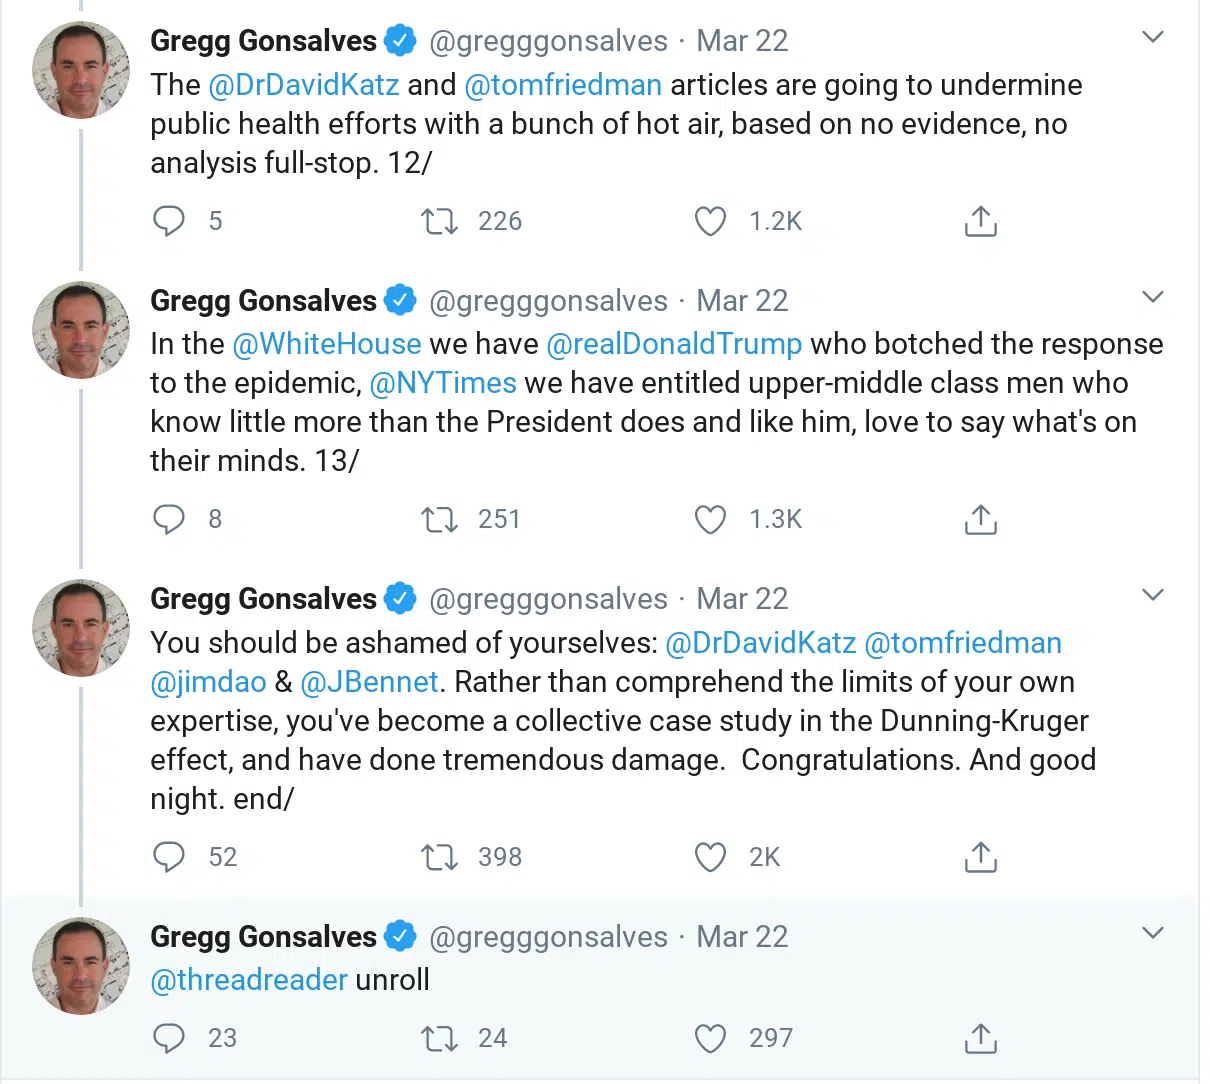 Gregg Gonsalves @gregggonsalves · Mar 22
The @DrDavidKatz and @tomfriedman articles are going to undermine
public health efforts with a bunch of hot air, based on no evidence, no
analysis full-stop. 12/
5 226 1.2K
Gregg Gonsalves @gregggonsalves · Mar 22
In the @WhiteHouse we have @realDonaldTrump who botched the response
to the epidemic, @NYTimes we have entitled upper-middle class men who
know little more than the President does and like him, love to say what's on
their minds. 13/
8 251 1.3K
Gregg Gonsalves @gregggonsalves · Mar 22
You should be ashamed of yourselves: @DrDavidKatz @tomfriedman
@jimdao & @JBennet. Rather than comprehend the limits of your own
expertise, you've become a collective case study in the Dunning-Kruger
effect, and have done tremendous damage.  Congratulations. And good
night. end/
52 398 2K
Gregg Gonsalves @gregggonsalves · Mar 22
@threadreader unroll
23 24 297